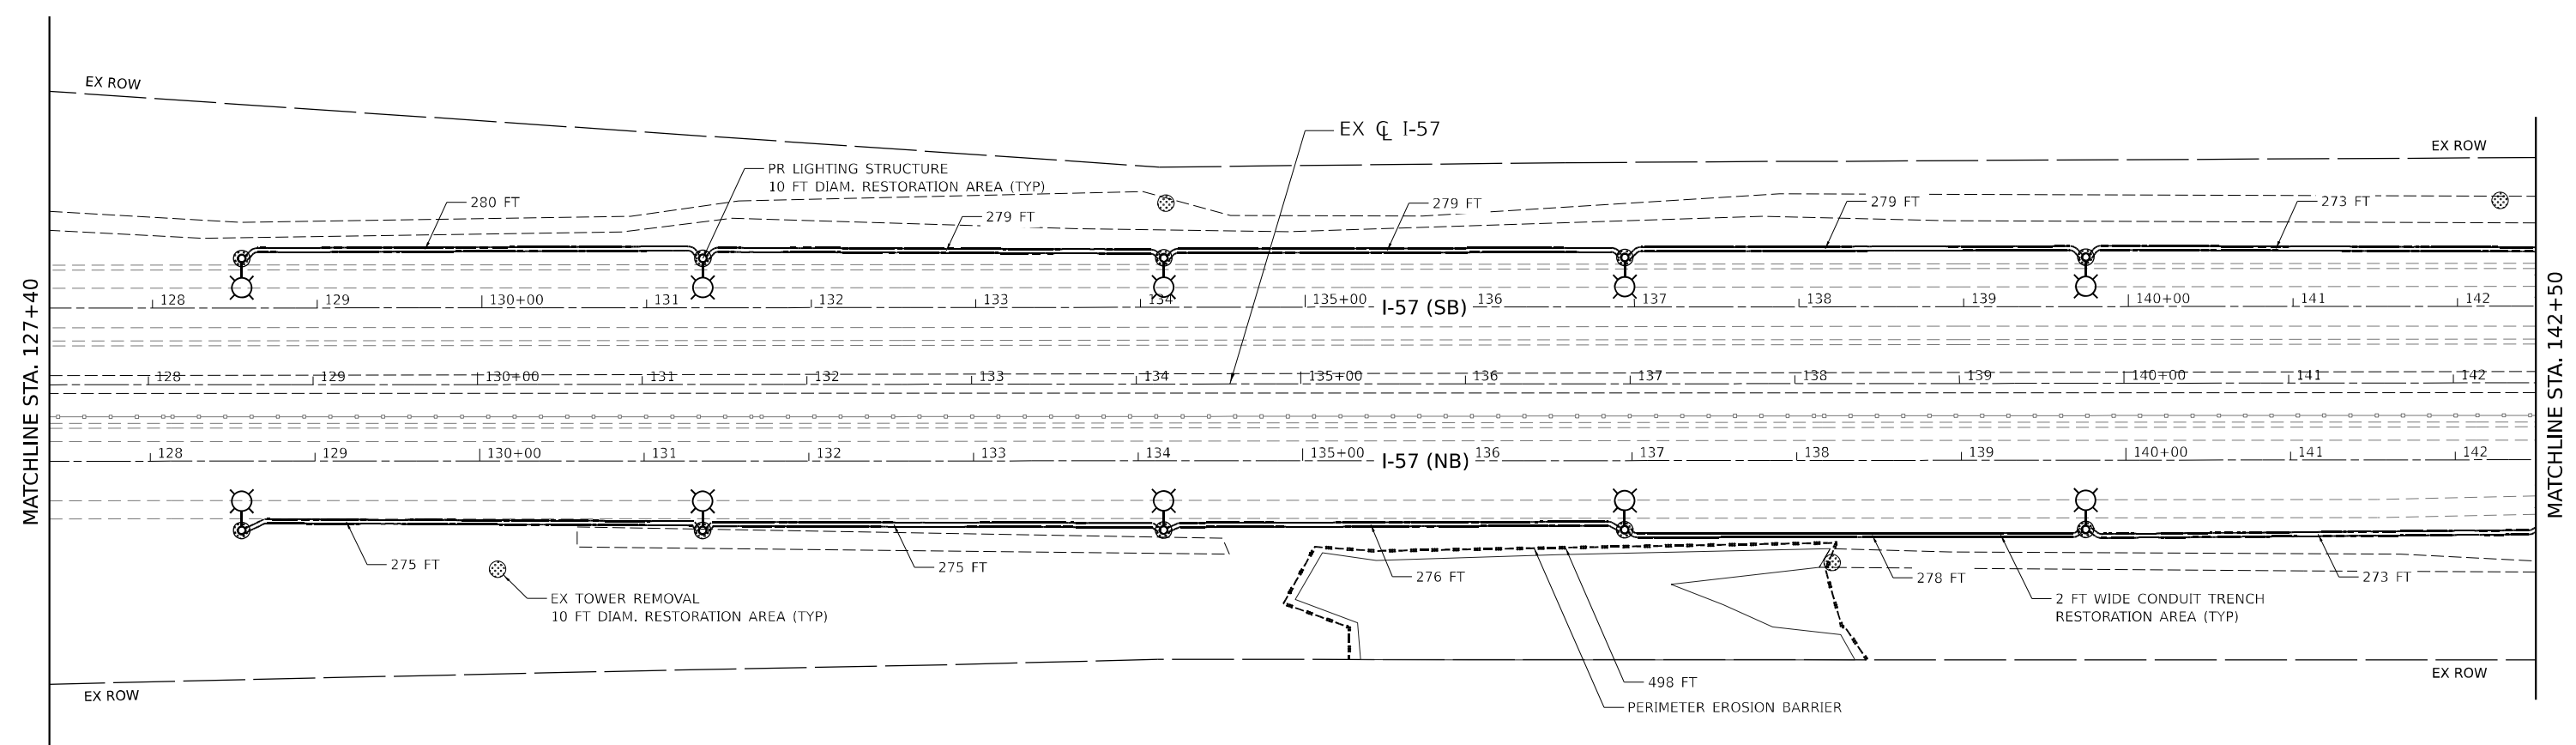 EX ROW
EX ℄ I-57
EX ROW
PR LIGHTING STRUCTURE
10 FT DIAM. RESTORATION AREA (TYP)
280 FT
279 FT
279 FT
279 FT
273 FT
MATCHLINE STA. 127+40
MATCHLINE STA. 142+50
128 129 130+00 131 132 133 134 135+00 136 137 138 139 140+00 141 142
I-57 (SB)
128 129 130+00 131 132 133 134 135+00 136 137 138 139 140+00 141 142
128 129 130+00 131 132 133 134 135+00 136 137 138 139 140+00 141 142
I-57 (NB)
275 FT
275 FT
276 FT
278 FT
273 FT
EX TOWER REMOVAL
10 FT DIAM. RESTORATION AREA (TYP)
2 FT WIDE CONDUIT TRENCH
RESTORATION AREA (TYP)
EX ROW
498 FT
PERIMETER EROSION BARRIER
EX ROW